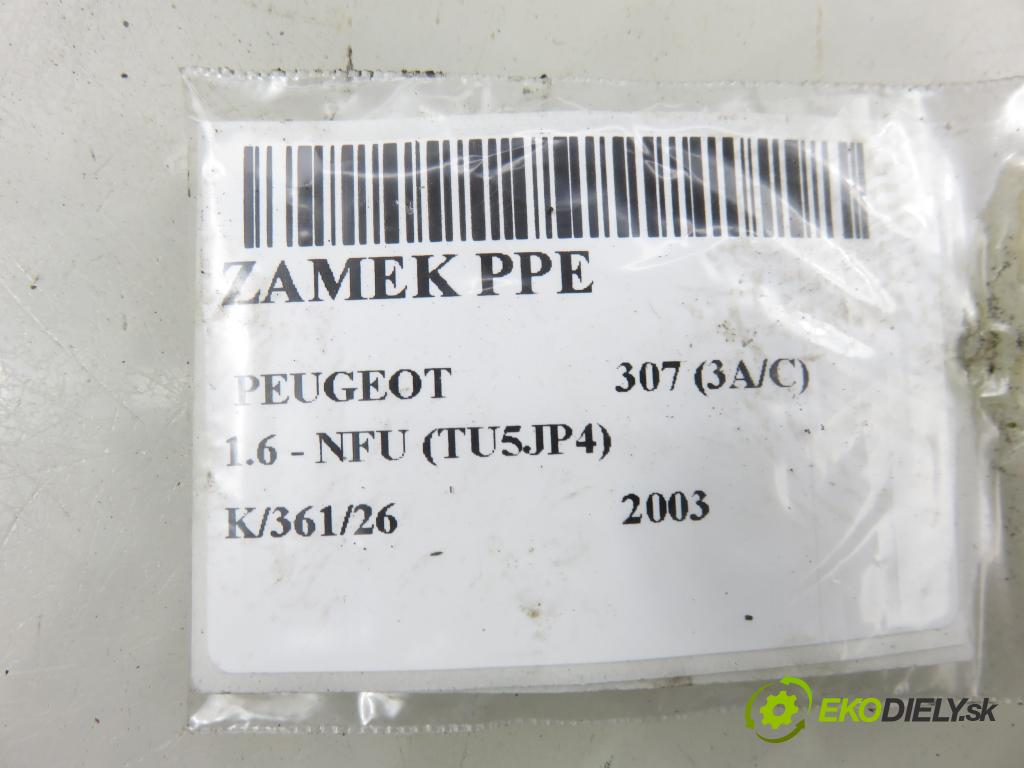 ZAMEK PPE
PEUGEOT 307 (3A/C)
1.6 - NFU (TU5JP4)
K/361/26 2003
EKODIELY.sk